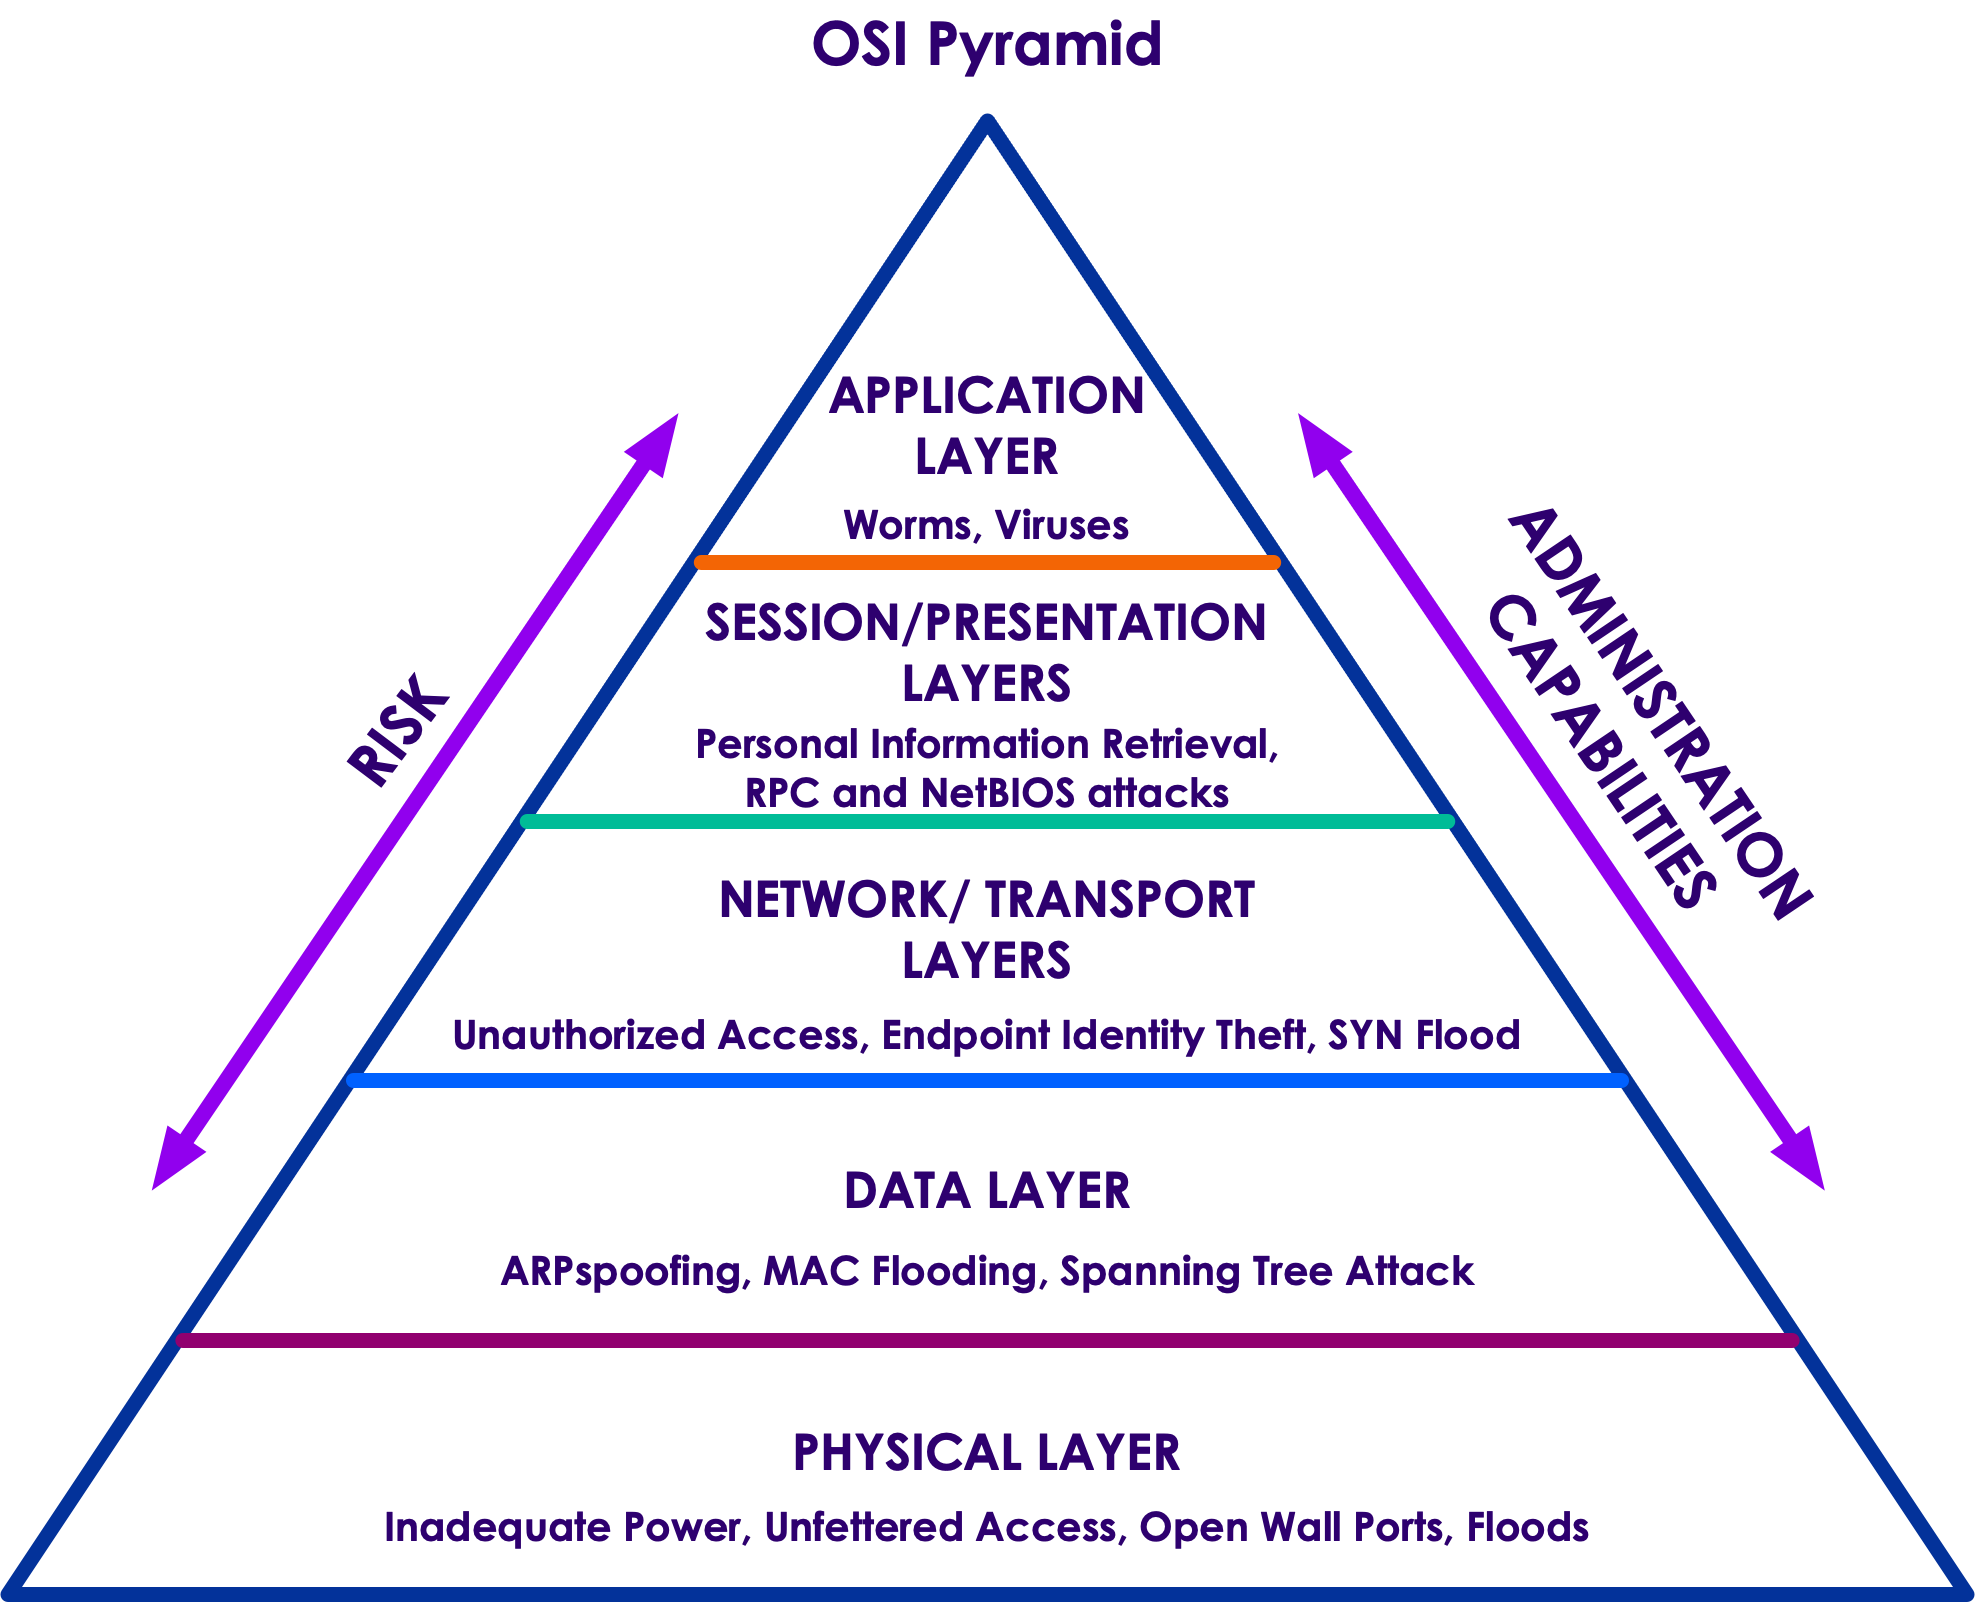 OSI Pyramid
APPLICATION
LAYER
Worms, Viruses
SESSION/PRESENTATION
LAYERS
Personal Information Retrieval,
RPC and NetBIOS attacks
NETWORK/ TRANSPORT
LAYERS
Unauthorized Access, Endpoint Identity Theft, SYN Flood
DATA LAYER
ARPspoofing, MAC Flooding, Spanning Tree Attack
PHYSICAL LAYER
Inadequate Power, Unfettered Access, Open Wall Ports, Floods
RISK
ADMINISTRATION
CAPABILITIES